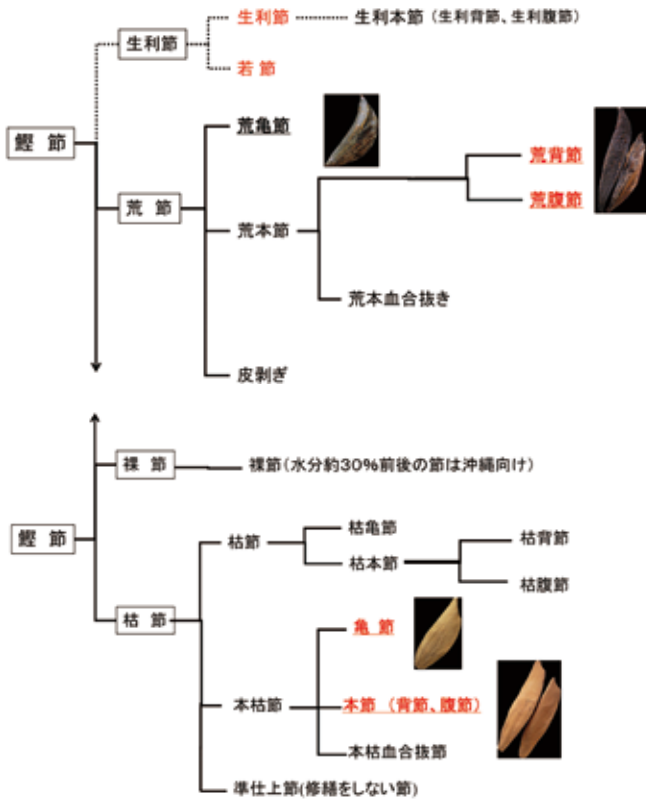 生利節
生利本節（生利背節、生利腹節）
生利節
若節
鰹節
荒亀節
荒背節
荒節
荒腹節
荒本節
荒本血合抜き
皮剥ぎ
裸節
裸節（水分約30%前後の節は沖縄向け）
鰹節
枯亀節
枯背節
枯節
枯本節
枯腹節
枯節
亀節
本枯節
本節（背節、腹節）
本枯血合抜節
準仕上節(修繕をしない節)